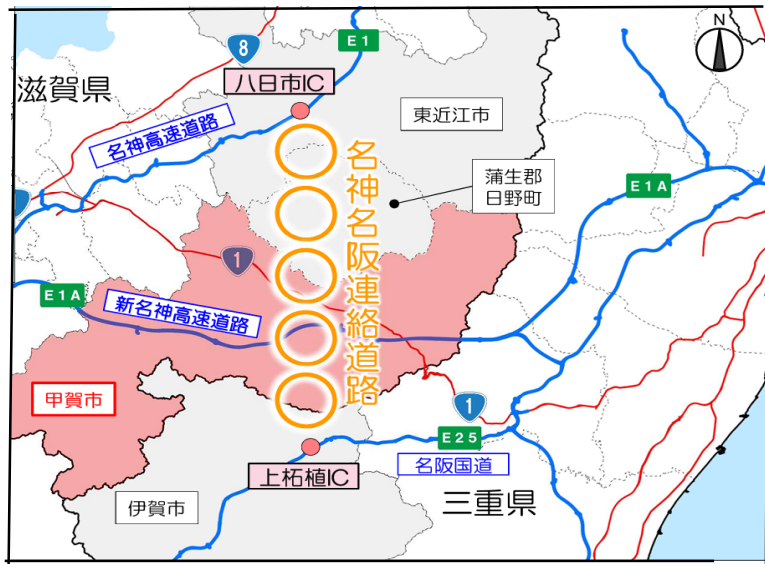 N
8
E1
八日市IC
滋賀県
東近江市
名神高速道路
名神名阪連絡道路
蒲生郡
日野町
E1A
1
E1A
新名神高速道路
甲賀市
1
E25
上柘植IC
名阪国道
伊賀市
三重県